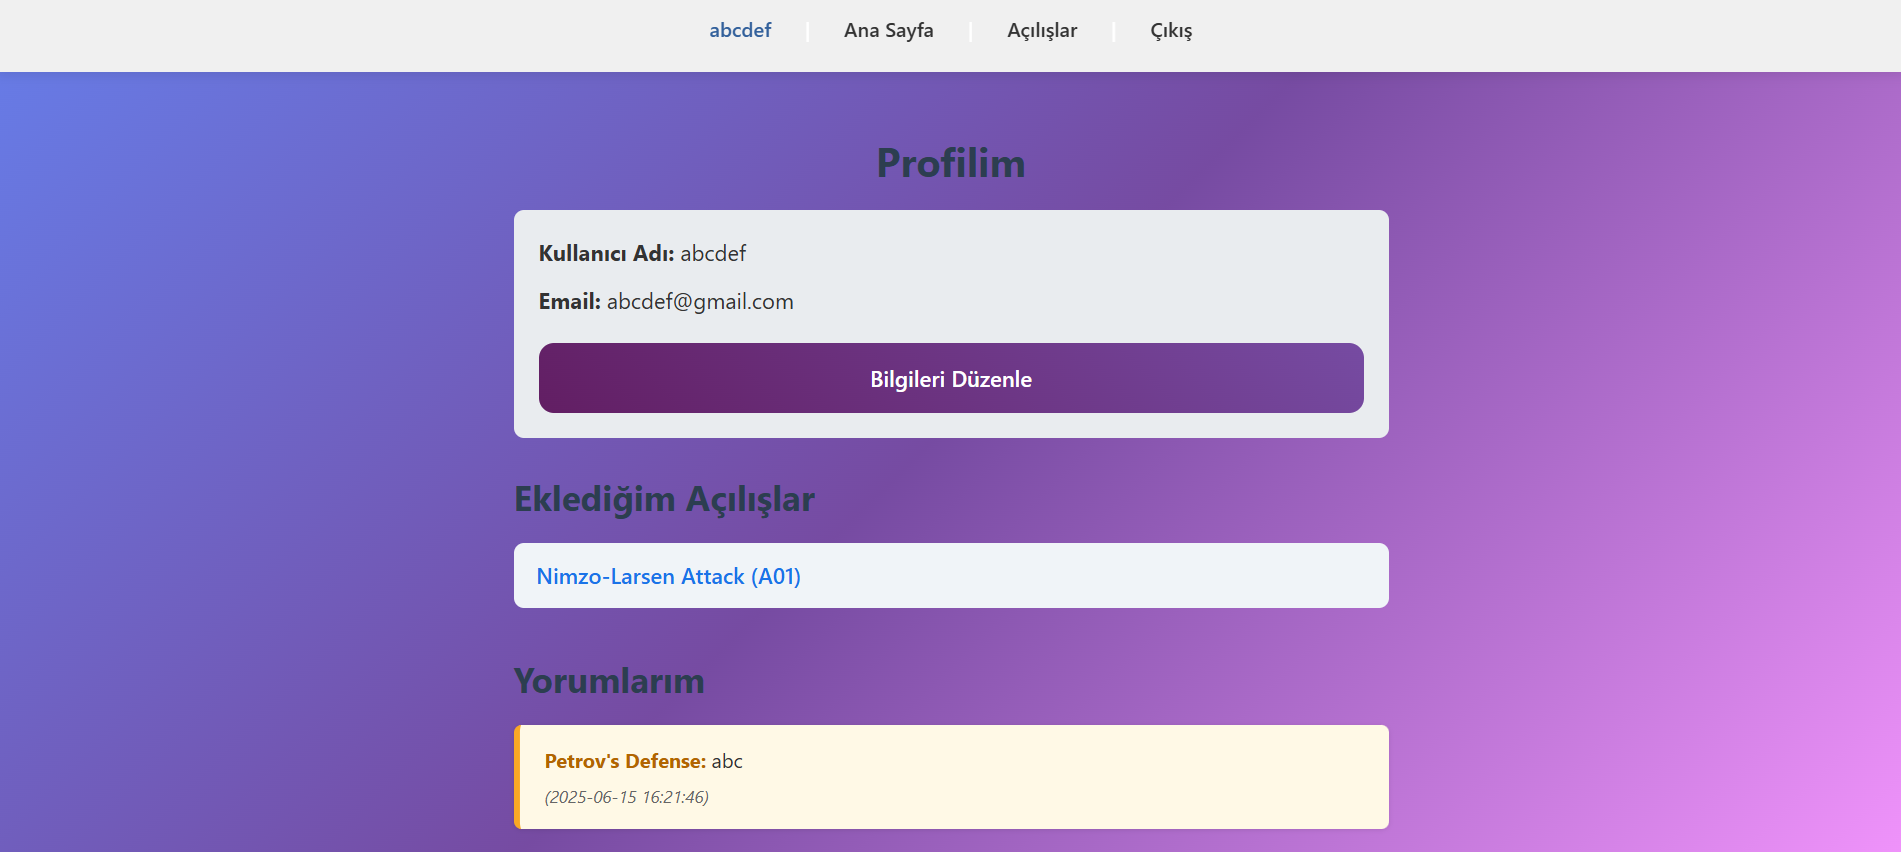 abcdef | Ana Sayfa | Açılışlar | Çıkış
Profilim
Kullanıcı Adı: abcdef
Email: abcdef@gmail.com
Bilgileri Düzenle
Eklediğim Açılışlar
Nimzo-Larsen Attack (A01)
Yorumlarım
Petrov's Defense: abc
(2025-06-15 16:21:46)